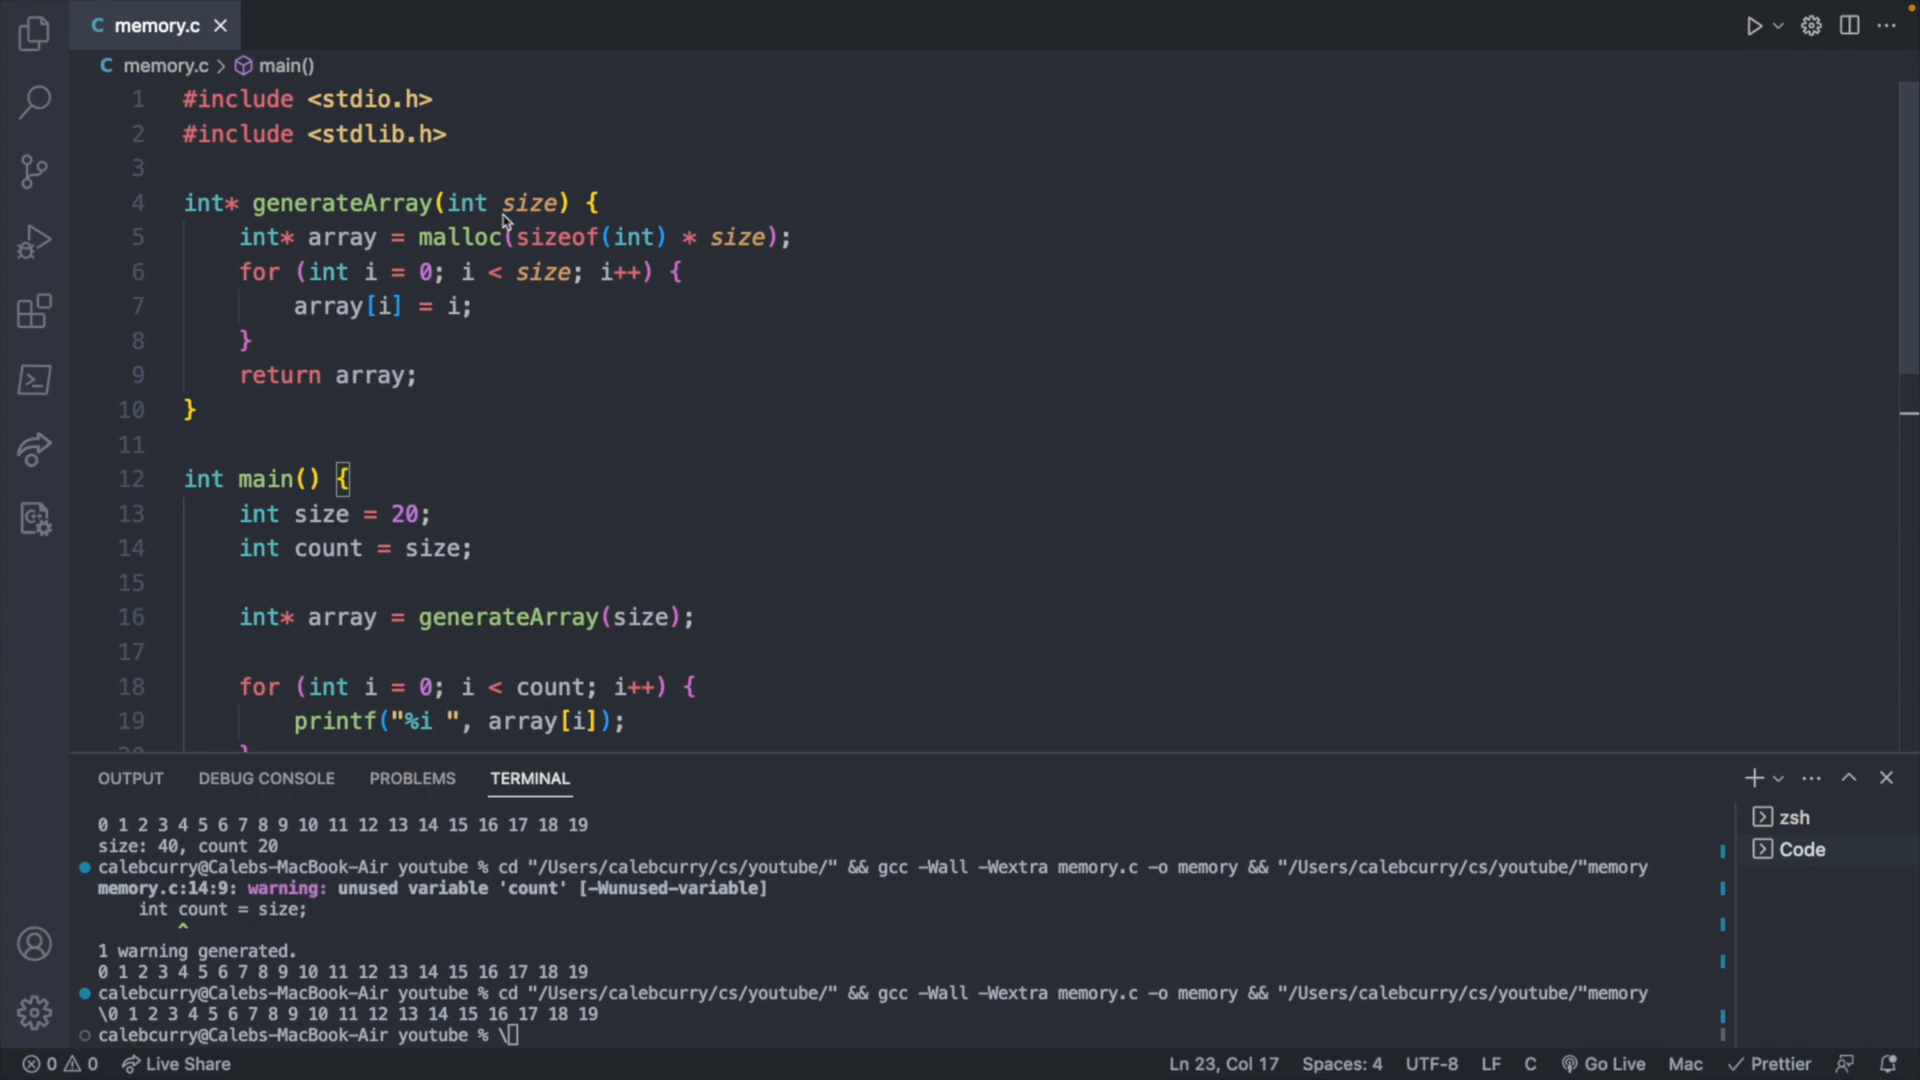 C memory.c ×
C memory.c > main()
1 #include <stdio.h>
2 #include <stdlib.h>
3
4 int* generateArray(int size) {
5     int* array = malloc(sizeof(int) * size);
6     for (int i = 0; i < size; i++) {
7         array[i] = i;
8     }
9     return array;
10 }
11
12 int main() {
13     int size = 20;
14     int count = size;
15
16     int* array = generateArray(size);
17
18     for (int i = 0; i < count; i++) {
19         printf("%i ", array[i]);
20     }
OUTPUT DEBUG CONSOLE PROBLEMS TERMINAL
0 1 2 3 4 5 6 7 8 9 10 11 12 13 14 15 16 17 18 19
size: 40, count 20
calebcurry@Calebs-MacBook-Air youtube % cd "/Users/calebcurry/cs/youtube/" && gcc -Wall -Wextra memory.c -o memory && "/Users/calebcurry/cs/youtube/"memory
memory.c:14:9: warning: unused variable 'count' [-Wunused-variable]
    int count = size;
        ^
1 warning generated.
0 1 2 3 4 5 6 7 8 9 10 11 12 13 14 15 16 17 18 19
calebcurry@Calebs-MacBook-Air youtube % cd "/Users/calebcurry/cs/youtube/" && gcc -Wall -Wextra memory.c -o memory && "/Users/calebcurry/cs/youtube/"memory
\0 1 2 3 4 5 6 7 8 9 10 11 12 13 14 15 16 17 18 19
calebcurry@Calebs-MacBook-Air youtube % \
zsh
Code
0 0 Live Share Ln 23, Col 17 Spaces: 4 UTF-8 LF C Go Live Mac Prettier